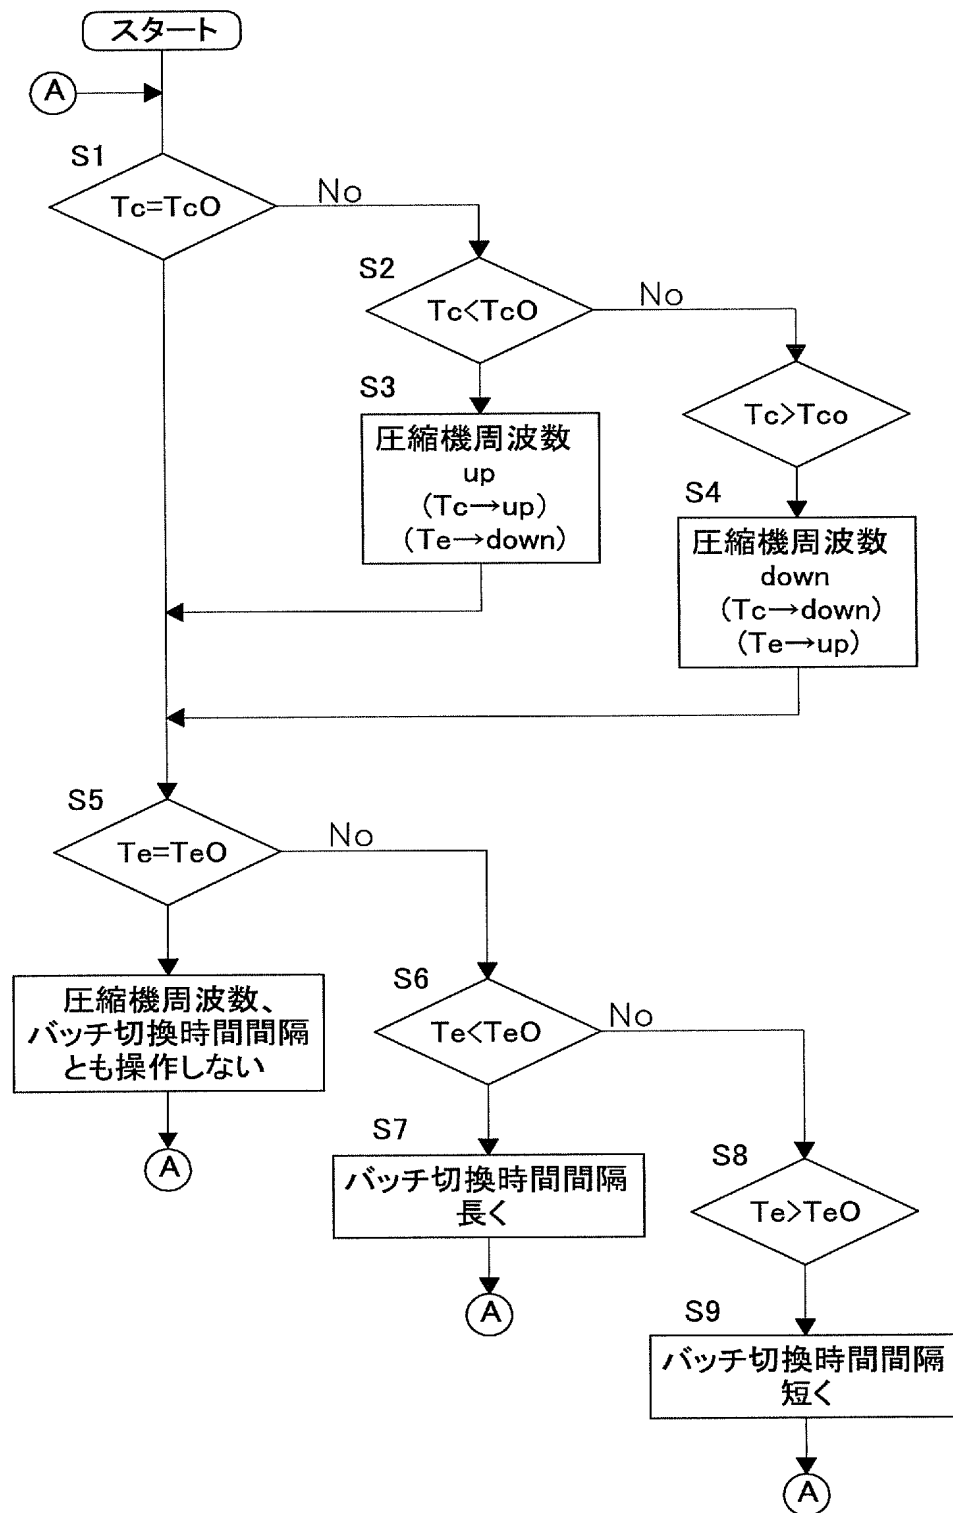 スタート
A
S1
Tc=TcO
No
S2
Tc<TcO
No
S3
圧縮機周波数
up
(Tc→up)
(Te→down)
Tc>Tco
S4
圧縮機周波数
down
(Tc→down)
(Te→up)
S5
Te=TeO
No
圧縮機周波数、
バッチ切換時間間隔
とも操作しない
A
S6
Te<TeO
No
S7
バッチ切換時間間隔
長く
A
S8
Te>TeO
S9
バッチ切換時間間隔
短く
A